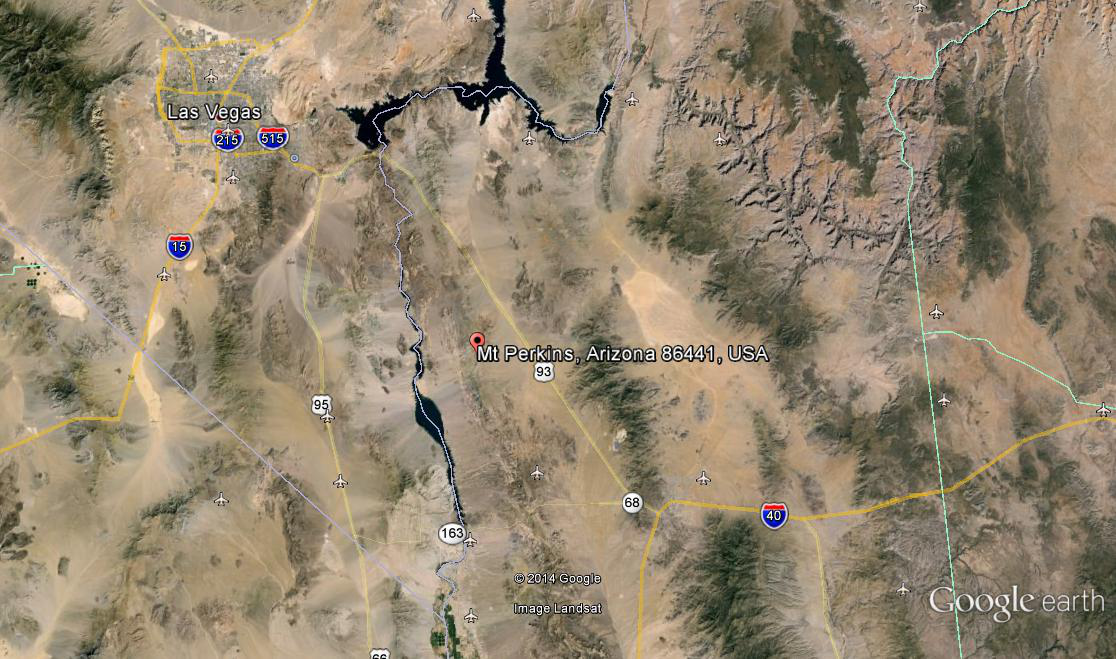 Las Vegas
215
515
15
Mt Perkins, Arizona 86441, USA
93
95
68
40
163
© 2014 Google
Image Landsat
Google earth
66